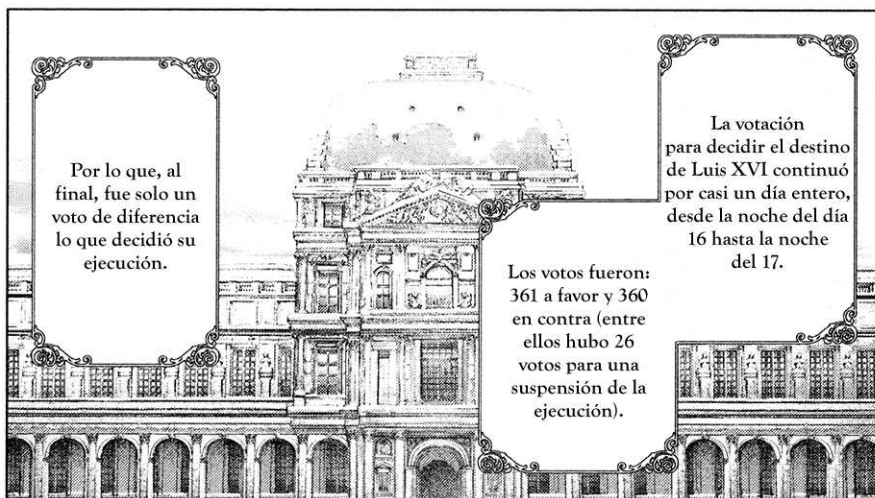 La votación
para decidir el destino
de Luis XVI continuó
por casi un día entero,
desde la noche del día
16 hasta la noche
del 17.
Los votos fueron:
361 a favor y 360
en contra (entre
ellos hubo 26
votos para una
suspensión de la
ejecución).
Por lo que, al
final, fue solo un
voto de diferencia
lo que decidió su
ejecución.